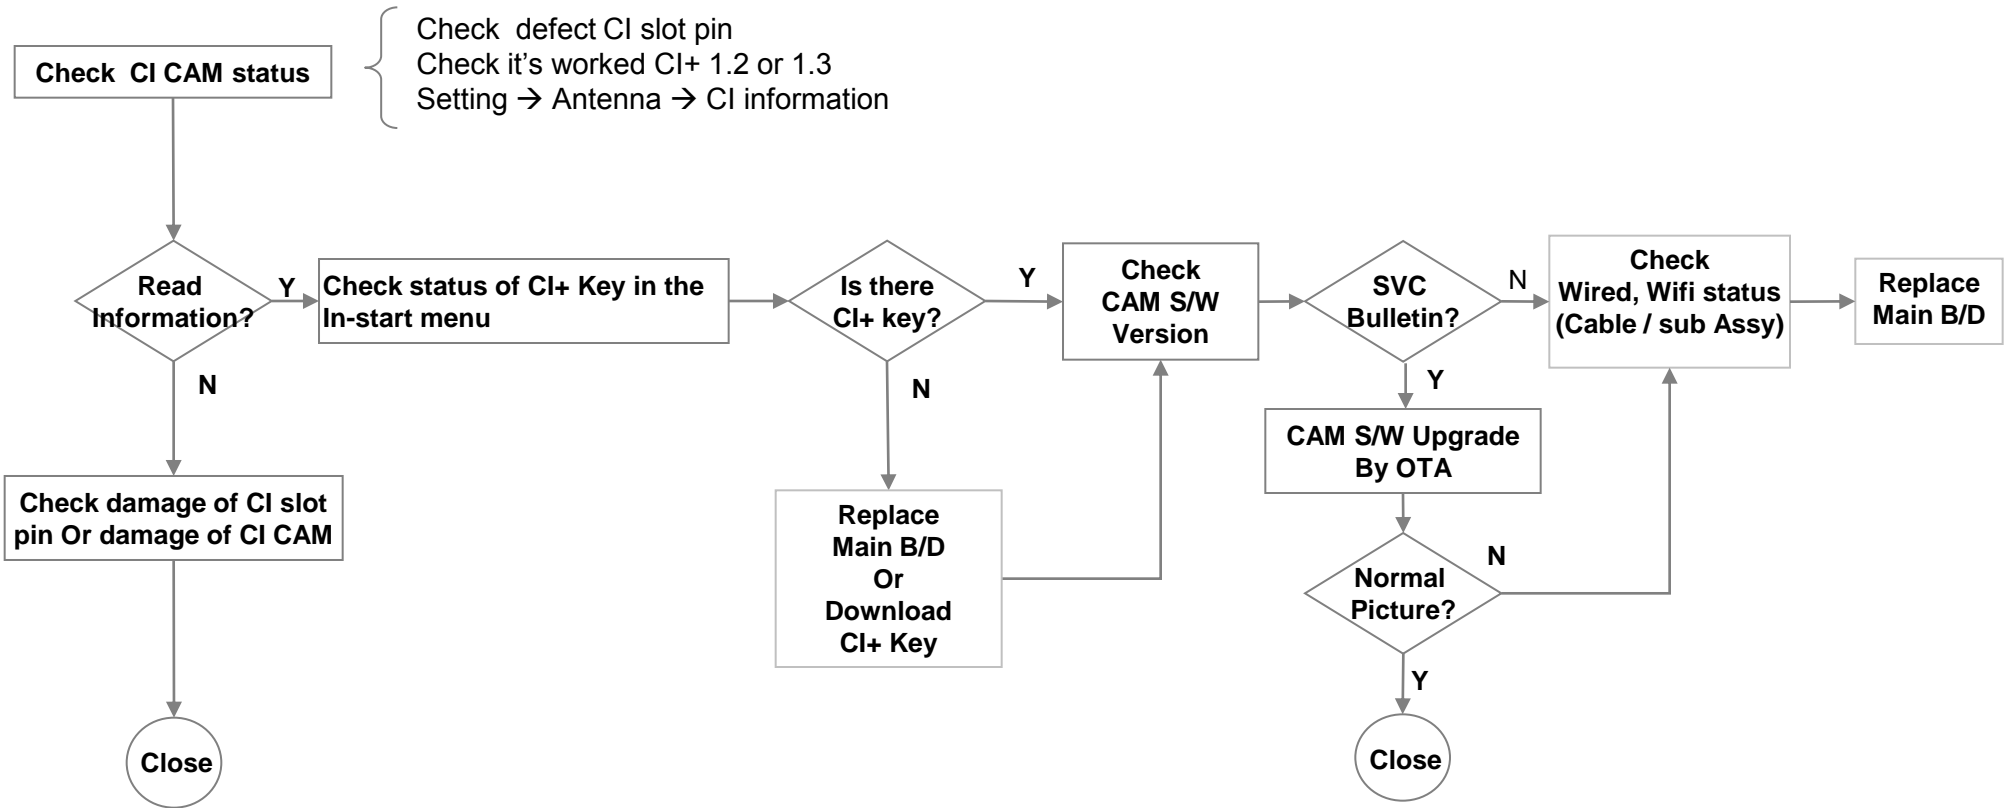 Check defect CI slot pin
Check it's worked CI+ 1.2 or 1.3
Setting → Antenna → CI information
Check CI CAM status
Read
Information?
Y
N
Check status of CI+ Key in the
In-start menu
Is there
CI+ key?
Y
N
Check
CAM S/W
Version
SVC
Bulletin?
N
Y
Check
Wired, Wifi status
(Cable / sub Assy)
Replace
Main B/D
Check damage of CI slot
pin Or damage of CI CAM
Replace
Main B/D
Or
Download
CI+ Key
CAM S/W Upgrade
By OTA
Normal
Picture?
N
Y
Close
Close